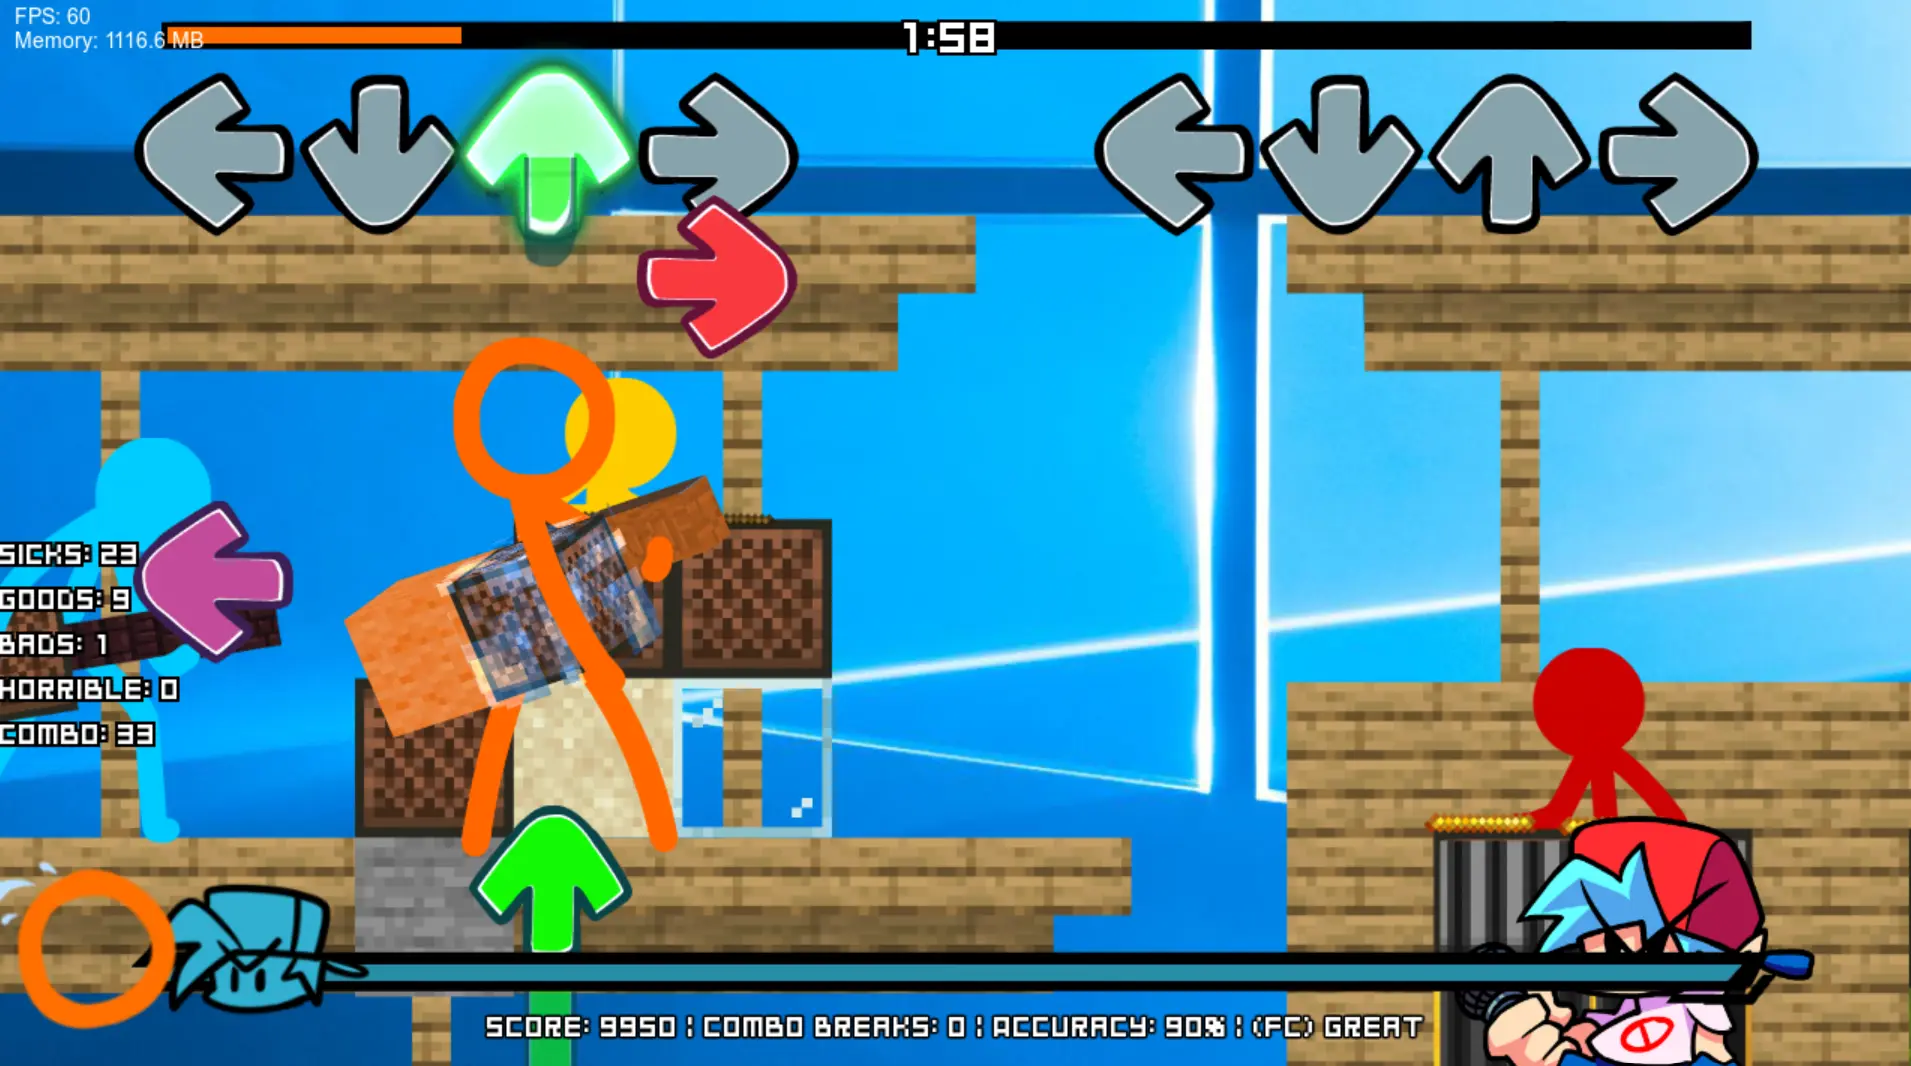 FPS: 60
Memory: 1116.6 MB
1:58
SICKS: 23
GOODS: 9
BADS: 1
HORRIBLE: 0
COMBO: 33
SCORE: 9950 | COMBO BREAKS: 0 | ACCURACY: 90% | (FC) GREAT